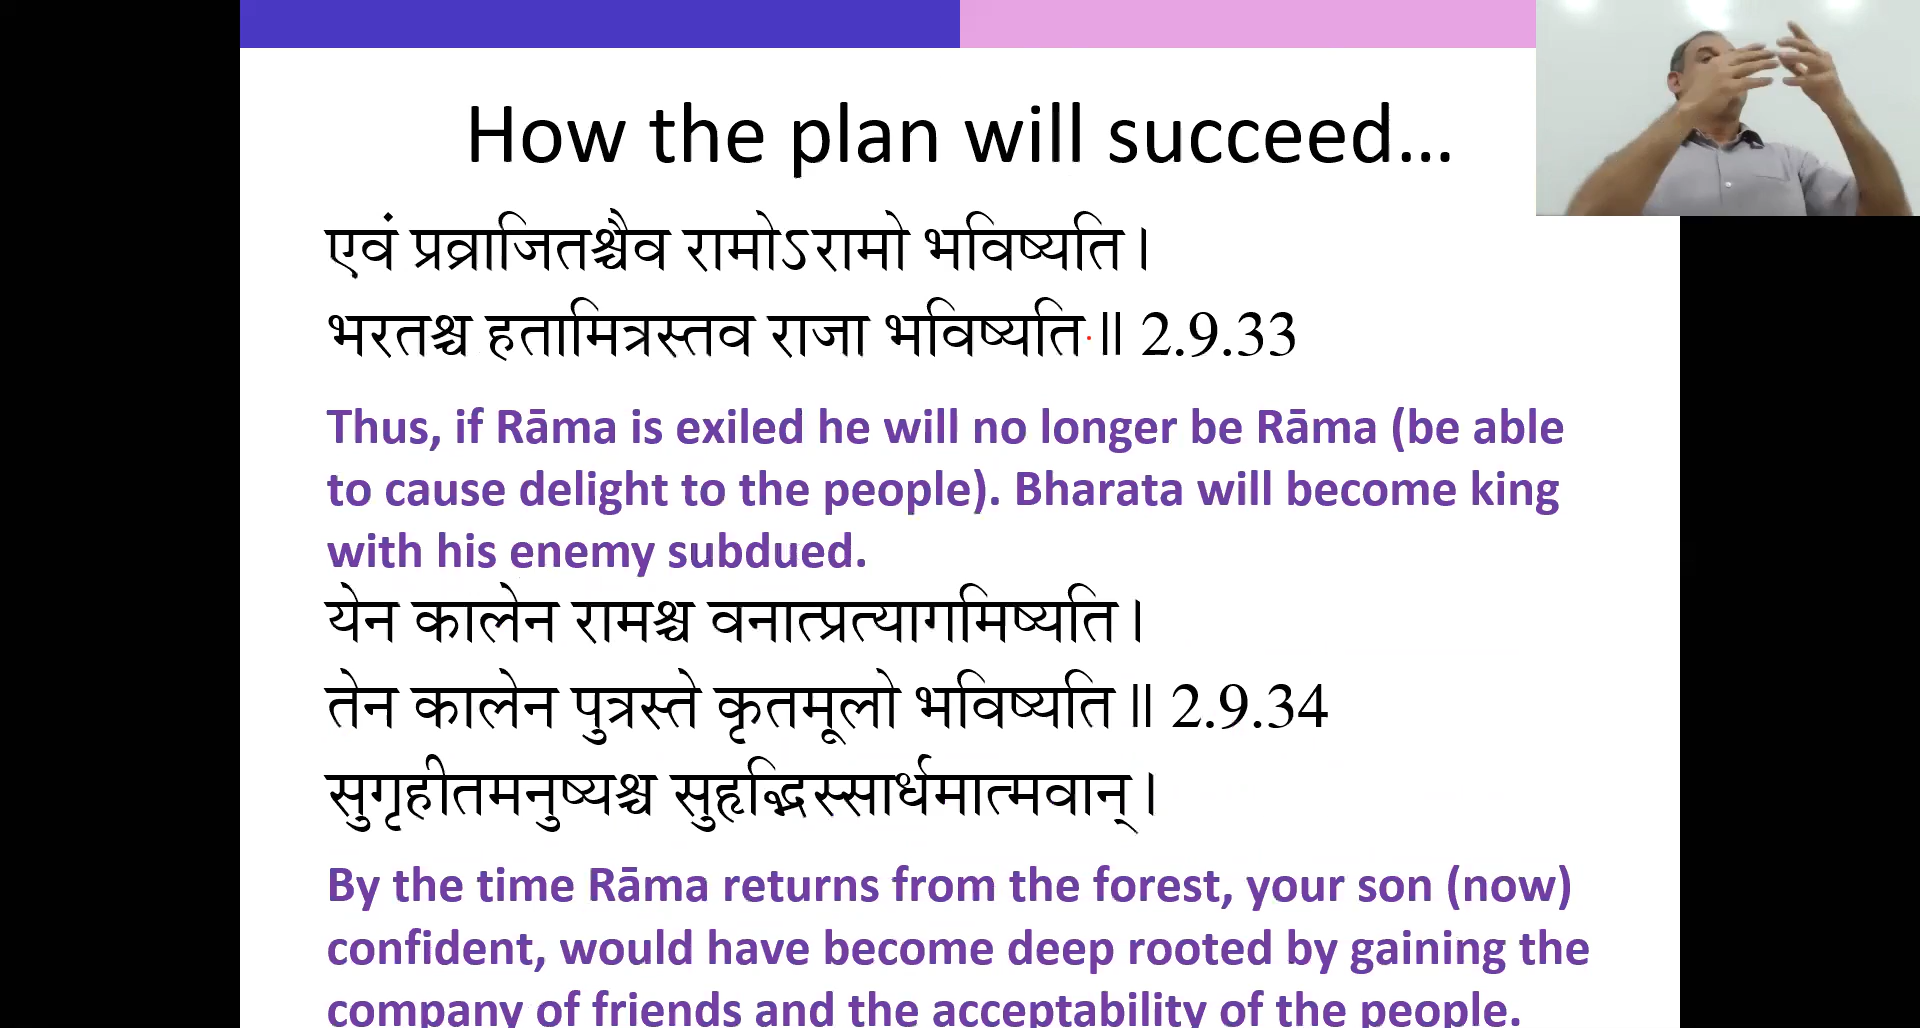 How the plan will succeed...
एवं प्रव्राजितश्चैव रामोऽरामो भविष्यति।
भरतश्च हतामित्रस्तव राजा भविष्यति॥ 2.9.33
Thus, if Rāma is exiled he will no longer be Rāma (be able
to cause delight to the people). Bharata will become king
with his enemy subdued.
येन कालेन रामश्च वनात्प्रत्यागमिष्यति।
तेन कालेन पुत्रस्ते कृतमूलो भविष्यति॥ 2.9.34
सुगृहीतमनुष्यश्च सुहृद्भिस्सार्धमात्मवान्।
By the time Rāma returns from the forest, your son (now)
confident, would have become deep rooted by gaining the
company of friends and the acceptability of the people.